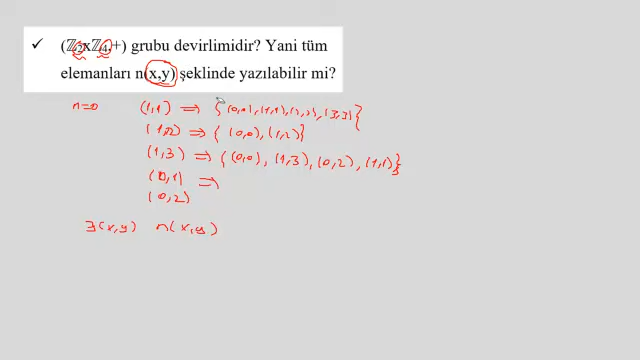 ✓ (ℤ2xℤ4,+) grubu devirlimidir? Yani tüm
elemanları n(x,y) şeklinde yazılabilir mi?
n=0 (1,1) ⇒ {(0,0),(1,1),(2,2),(3,3)}
(1,2) ⇒ {(0,0),(1,2)}
(1,3) ⇒ {(0,0),(1,3),(0,2),(1,1)}
(0,1) ⇒
(0,2)
∃(x,y) n(x,y)